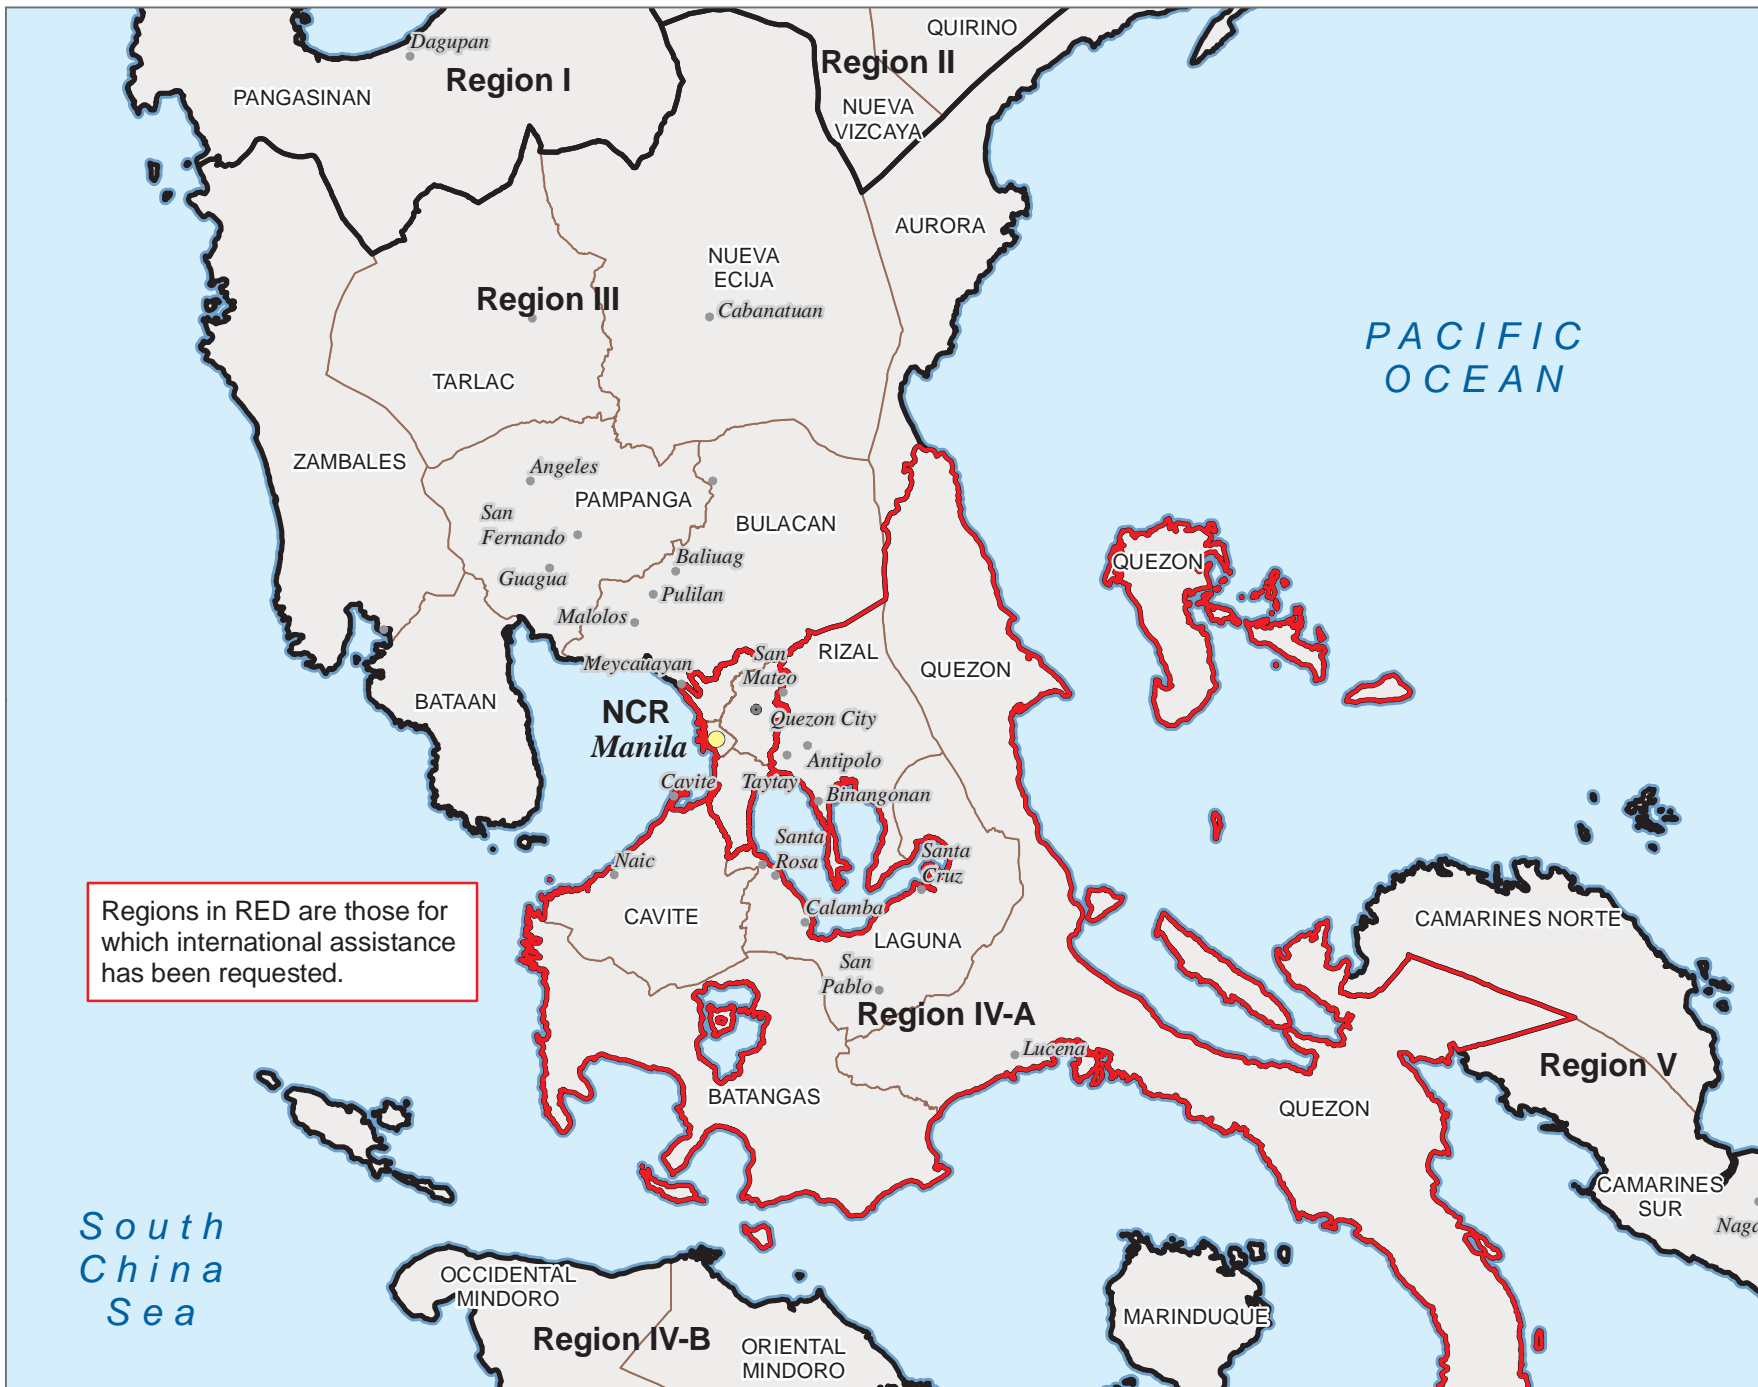 QUIRINO
Dagupan
Region II
Region I
PANGASINAN
NUEVA
VIZCAYA
AURORA
NUEVA
ECIJA
Region III
Cabanatuan
PACIFIC
OCEAN
TARLAC
ZAMBALES
Angeles
PAMPANGA
San
Fernando
BULACAN
Baliuag
QUEZON
Guagua
Pulilan
Malolos
RIZAL
San
Mateo
Meycauayan
QUEZON
BATAAN
NCR
Manila
Quezon City
Antipolo
Cavite
Taytay
Binangonan
Santa
Rosa
Santa
Cruz
Naic
Regions in RED are those for
which international assistance
has been requested.
CAVITE
Calamba
LAGUNA
CAMARINES NORTE
San
Pablo
Region IV-A
Lucena
Region V
BATANGAS
QUEZON
CAMARINES
SUR
Naga
South
China
Sea
OCCIDENTAL
MINDORO
MARINDUQUE
Region IV-B
ORIENTAL
MINDORO